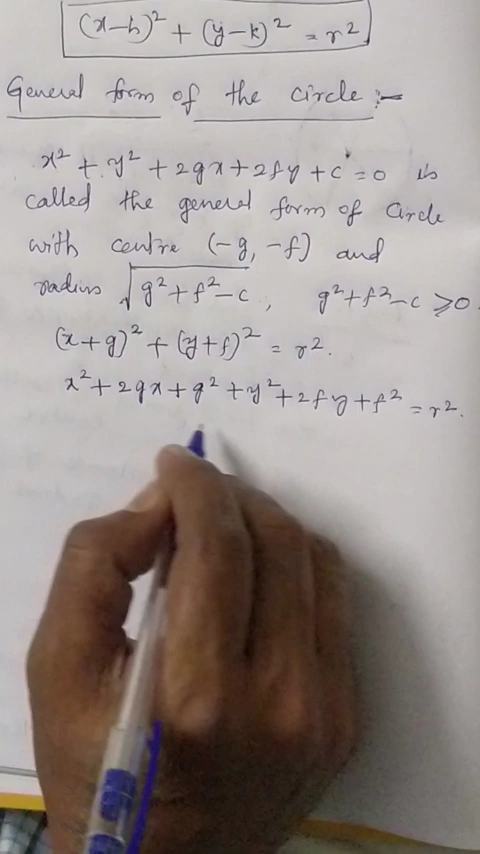 (x-h)² + (y-k)² = r²
General form of the circle :-
x² + y² + 2gx + 2fy + c = 0 is
called the general form of circle
with centre (-g, -f) and
radius √g²+f²-c, g²+f²-c ≥ 0
(x+g)² + (y+f)² = r².
x² + 2gx + g² + y² + 2fy + f² = r².